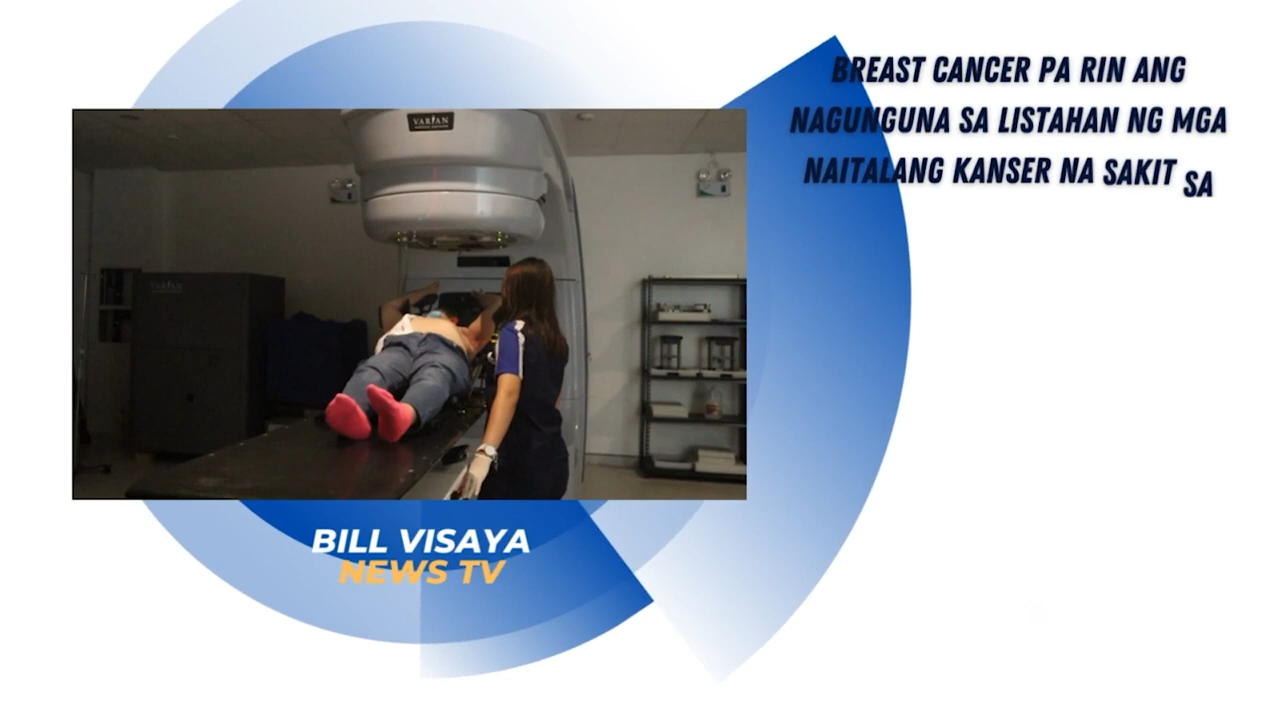 BREAST CANCER PA RIN ANG
NAGUNGUNA SA LISTAHAN NG MGA
NAITALANG KANSER NA SAKIT SA
VARIAN
VARIAN
BILL VISAYA
NEWS TV